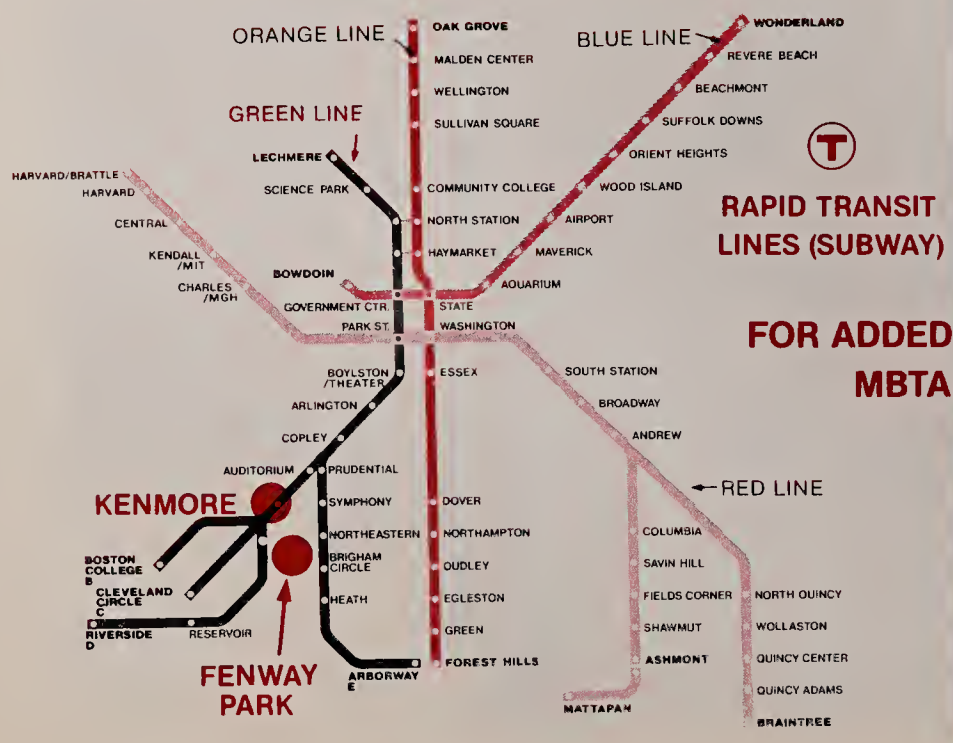 ORANGE LINE
OAK GROVE
MALDEN CENTER
WELLINGTON
SULLIVAN SQUARE
COMMUNITY COLLEGE
NORTH STATION
HAYMARKET
STATE
WASHINGTON
ESSEX
DOVER
NORTHAMPTON
OUDLEY
EGLESTON
GREEN
FOREST HILLS
BLUE LINE
WONDERLAND
REVERE BEACH
BEACHMONT
SUFFOLK DOWNS
ORIENT HEIGHTS
WOOD ISLAND
AIRPORT
MAVERICK
AQUARIUM
BOWDOIN
GREEN LINE
LECHMERE
SCIENCE PARK
GOVERNMENT CTR.
PARK ST.
BOYLSTON
/THEATER
ARLINGTON
COPLEY
AUDITORIUM
PRUDENTIAL
SYMPHONY
NORTHEASTERN
BRIGHAM
CIRCLE
HEATH
ARBORWAY
E
KENMORE
BOSTON
COLLEGE
B
CLEVELAND
CIRCLE
C
RIVERSIDE
D
RESERVOIR
FENWAY
PARK
HARVARD/BRATTLE
HARVARD
CENTRAL
KENDALL
/MIT
CHARLES
/MGH
SOUTH STATION
BROADWAY
ANDREW
RED LINE
COLUMBIA
SAVIN HILL
FIELDS CORNER
SHAWMUT
ASHMONT
MATTAPAN
NORTH QUINCY
WOLLASTON
QUINCY CENTER
QUINCY ADAMS
BRAINTREE
T
RAPID TRANSIT
LINES (SUBWAY)
FOR ADDED
MBTA